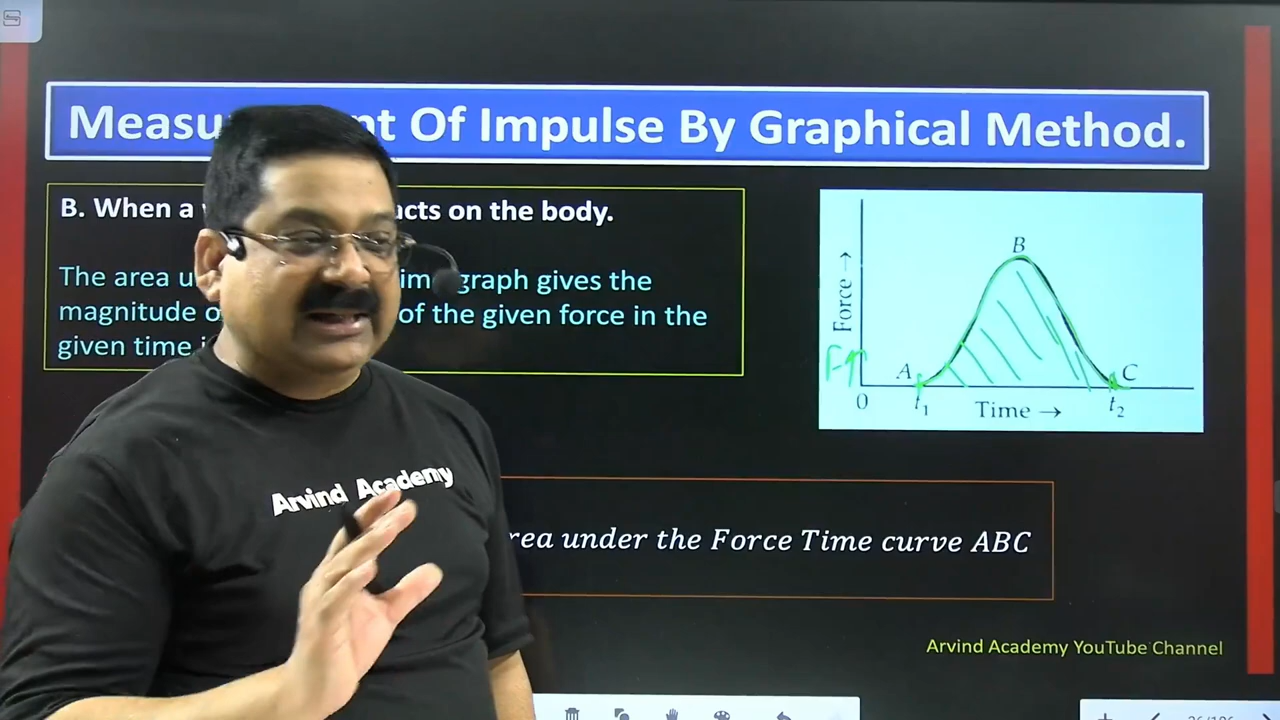 Measu nt Of Impulse By Graphical Method.
B. When a acts on the body.
The area u im graph gives the
magnitude o of the given force in the
given time i
Force →
B
A
C
0
t₁
Time →
t₂
Arvind Academy
rea under the Force Time curve ABC
Arvind Academy YouTube Channel